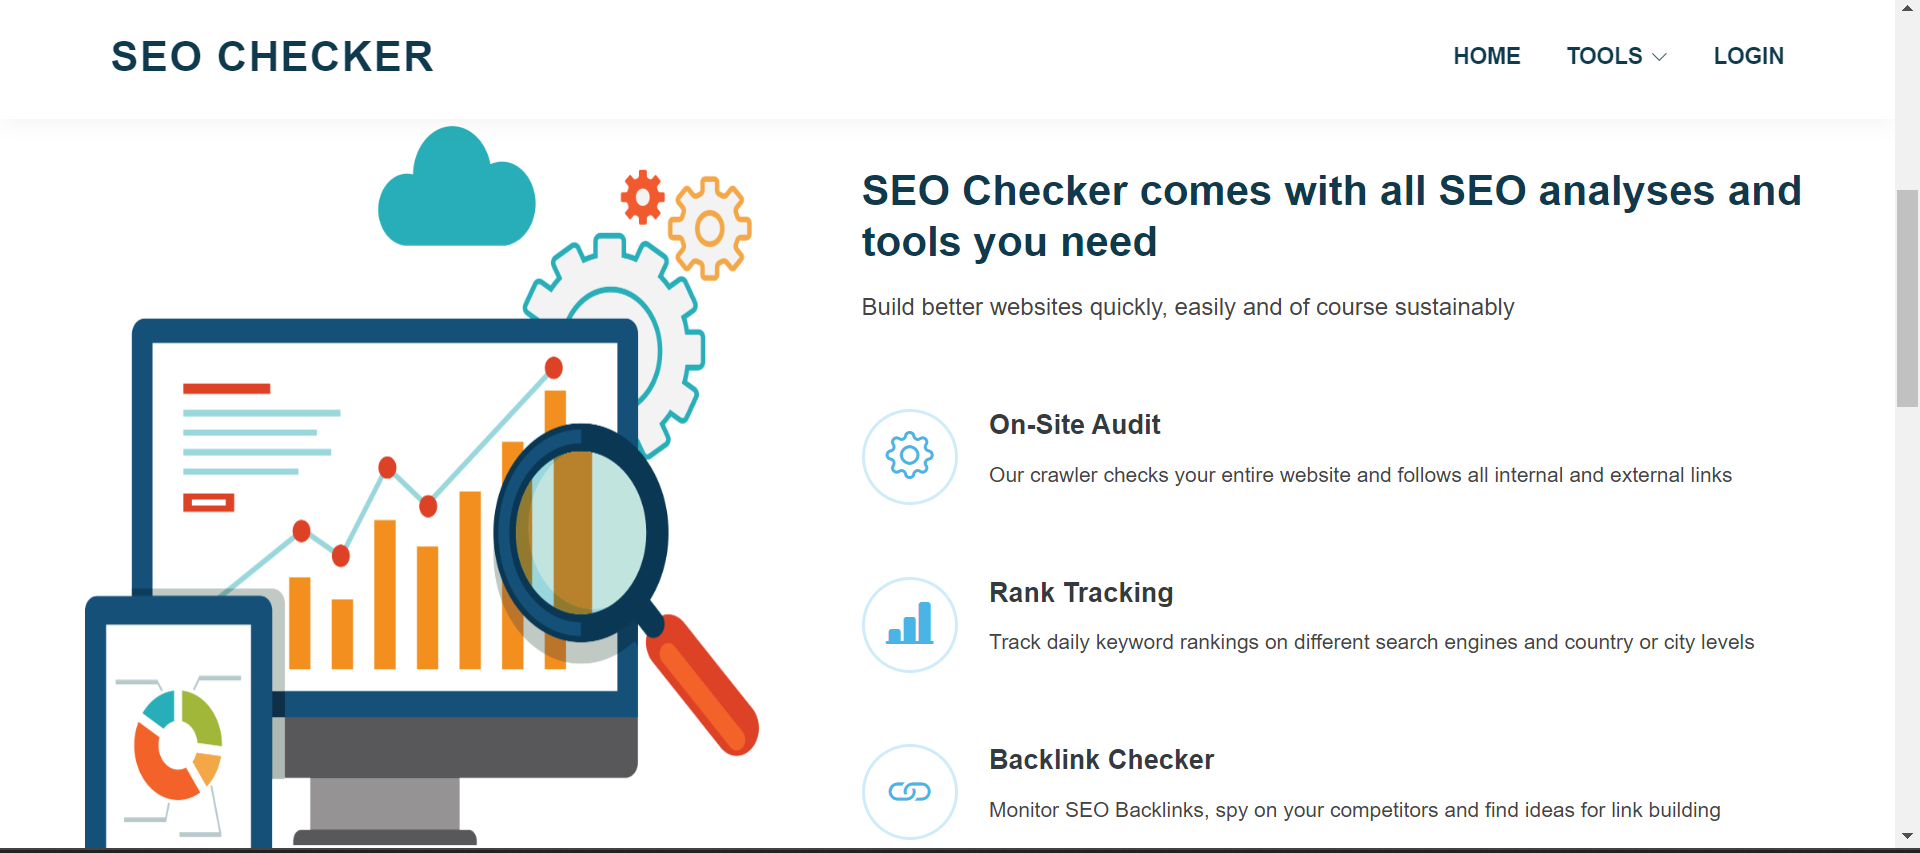 SEO CHECKER
HOME TOOLS LOGIN
SEO Checker comes with all SEO analyses and
tools you need
Build better websites quickly, easily and of course sustainably
On-Site Audit
Our crawler checks your entire website and follows all internal and external links
Rank Tracking
Track daily keyword rankings on different search engines and country or city levels
Backlink Checker
Monitor SEO Backlinks, spy on your competitors and find ideas for link building